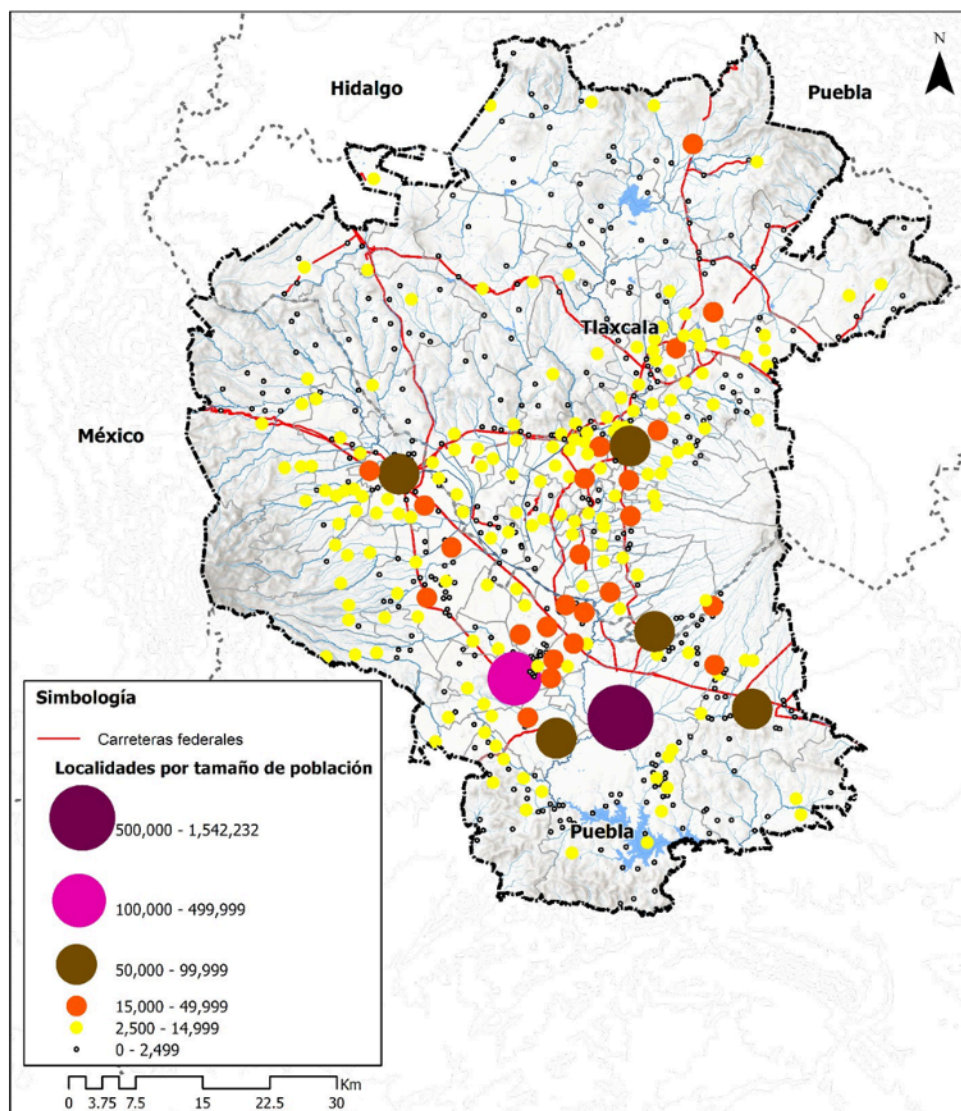 N
Hidalgo
Puebla
Tlaxcala
México
Puebla
Simbología
Carreteras federales
Localidades por tamaño de población
500,000 - 1,542,232
100,000 - 499,999
50,000 - 99,999
15,000 - 49,999
2,500 - 14,999
0 - 2,499
Km
0 3.75 7.5 15 22.5 30